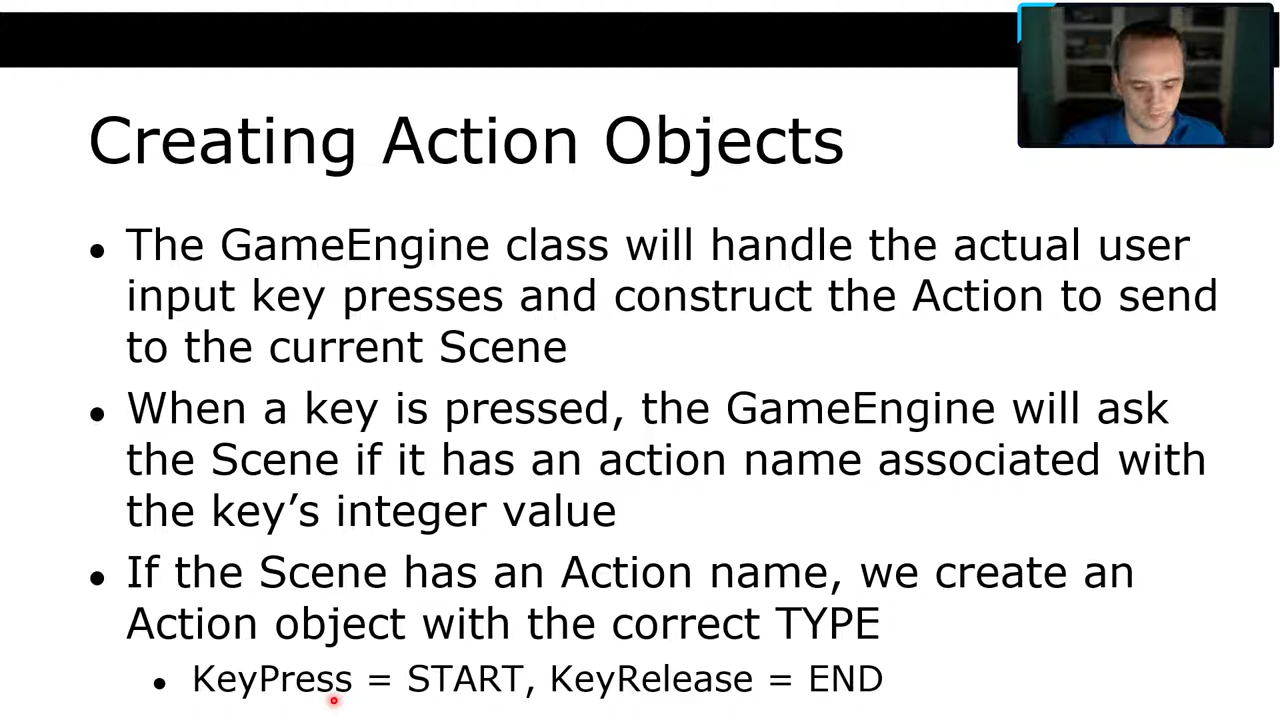 Creating Action Objects
• The GameEngine class will handle the actual user
input key presses and construct the Action to send
to the current Scene
• When a key is pressed, the GameEngine will ask
the Scene if it has an action name associated with
the key’s integer value
• If the Scene has an Action name, we create an
Action object with the correct TYPE
• KeyPress = START, KeyRelease = END